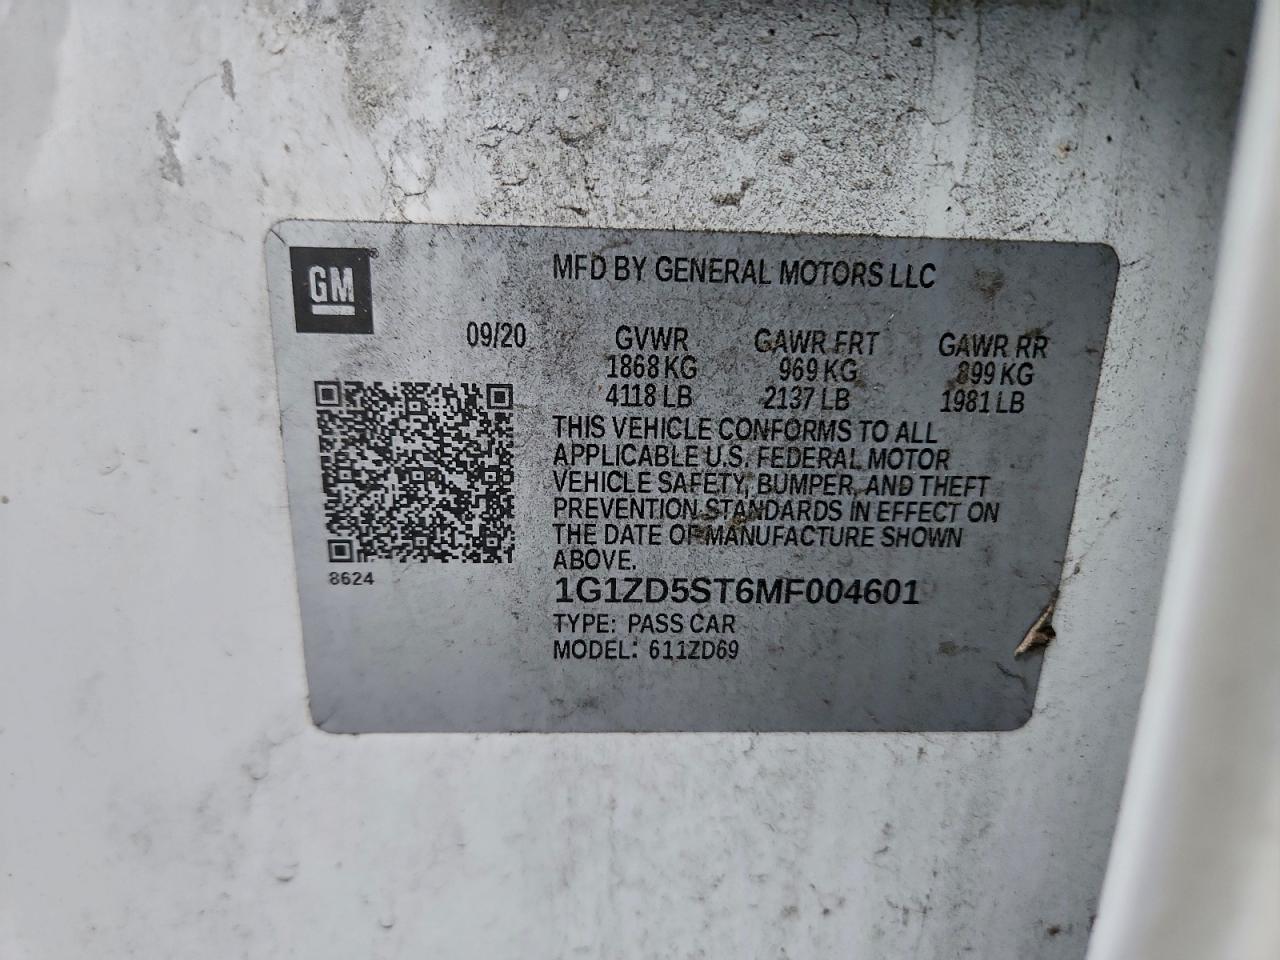 GM
MFD BY GENERAL MOTORS LLC
09/20
GVWR GAWR FRT GAWR RR
1868 KG 969 KG 899 KG
4118 LB 2137 LB 1981 LB
THIS VEHICLE CONFORMS TO ALL
APPLICABLE U.S. FEDERAL MOTOR
VEHICLE SAFETY, BUMPER, AND THEFT
PREVENTION STANDARDS IN EFFECT ON
THE DATE OF MANUFACTURE SHOWN
ABOVE.
8624
1G1ZD5ST6MF004601
TYPE: PASS CAR
MODEL: 611ZD69